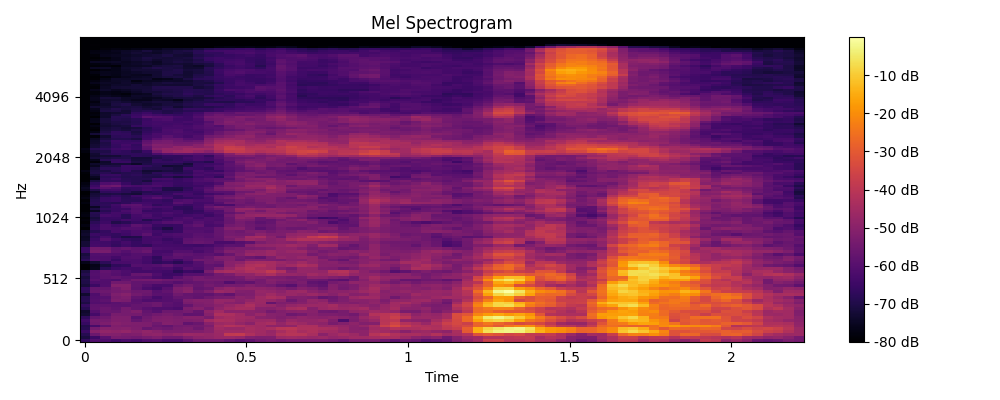 Mel Spectrogram
Hz
4096
2048
1024
512
0
0
0.5
1
1.5
2
Time
-10 dB
-20 dB
-30 dB
-40 dB
-50 dB
-60 dB
-70 dB
-80 dB